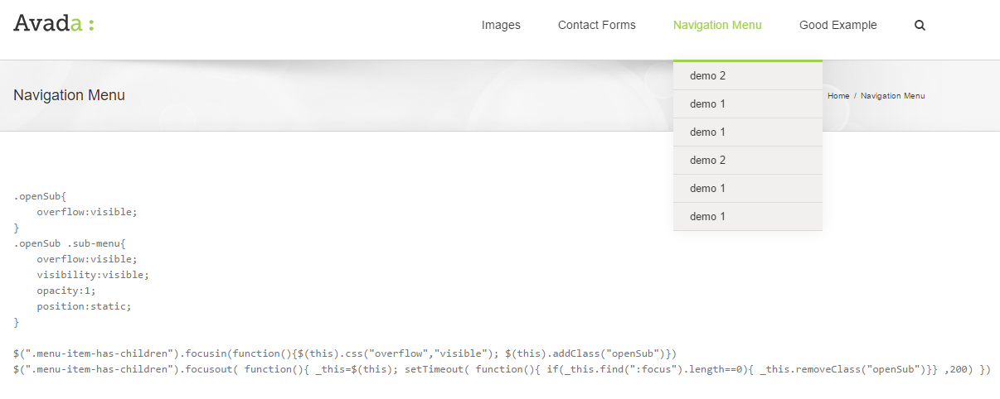 Avada :
Images Contact Forms Navigation Menu Good Example
demo 2
demo 1
demo 1
demo 2
demo 1
demo 1
Navigation Menu
Home / Navigation Menu
.openSub{
    overflow:visible;
}
.openSub .sub-menu{
    overflow:visible;
    visibility:visible;
    opacity:1;
    position:static;
}
$(".menu-item-has-children").focusin(function(){$(this).css("overflow","visible"); $(this).addClass("openSub")})
$(".menu-item-has-children").focusout( function(){ _this=$(this); setTimeout( function(){ if(_this.find(":focus").length==0){ _this.removeClass("openSub")}} ,200) })